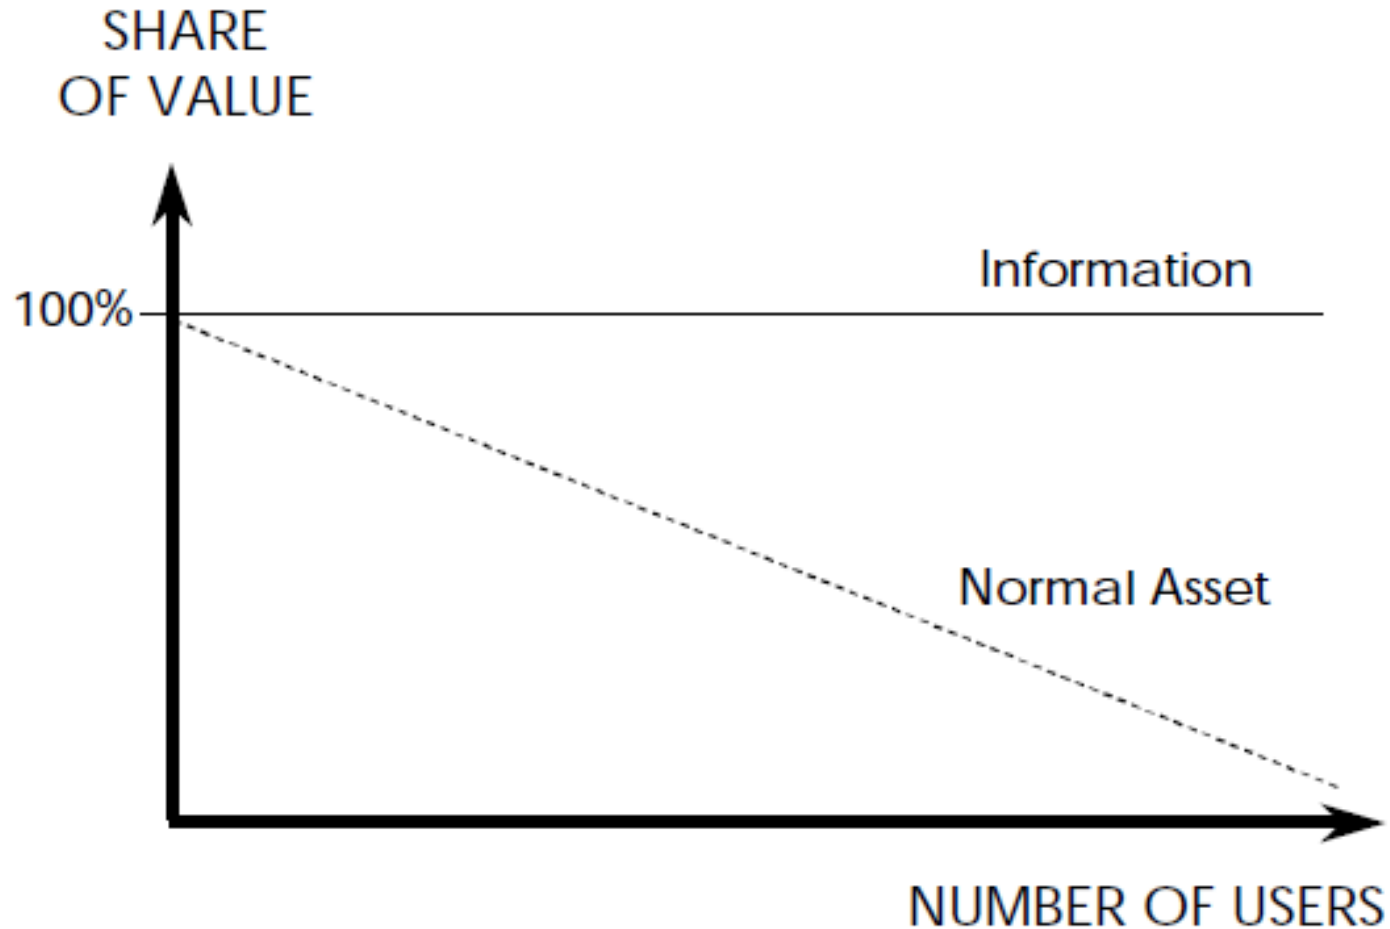 SHARE
OF VALUE
Information
100%
Normal Asset
NUMBER OF USERS